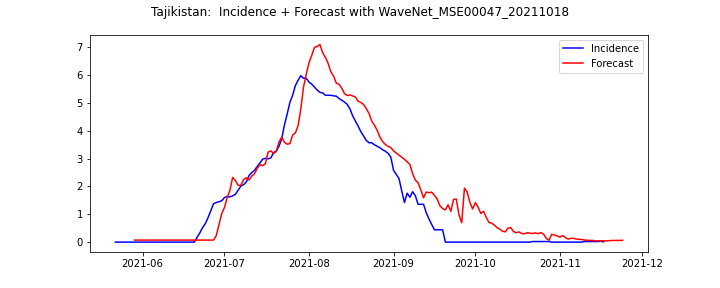 Tajikistan:  Incidence + Forecast with WaveNet_MSE00047_20211018
Incidence
Forecast
7
6
5
4
3
2
1
0
2021-06 2021-07 2021-08 2021-09 2021-10 2021-11 2021-12